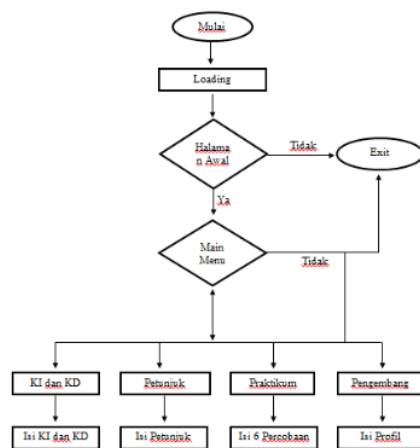 Mulai
Loading
Halama
n Awal
Tidak
Exit
Ya
Main
Menu
Tidak
KI dan KD
Petunjuk
Praktikum
Pengembang
Isi KI dan KD
Isi Petunjuk
Isi 6 Percobaan
Isi Profil